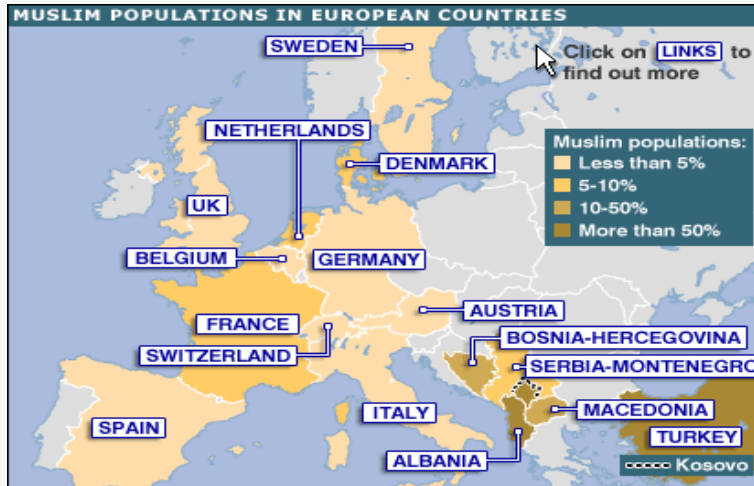 MUSLIM POPULATIONS IN EUROPEAN COUNTRIES
SWEDEN
Click on LINKS to
find out more
NETHERLANDS
DENMARK
Muslim populations:
Less than 5%
5-10%
10-50%
More than 50%
UK
BELGIUM
GERMANY
AUSTRIA
FRANCE
BOSNIA-HERCEGOVINA
SWITZERLAND
SERBIA-MONTENEGRO
ITALY
MACEDONIA
SPAIN
TURKEY
ALBANIA
Kosovo